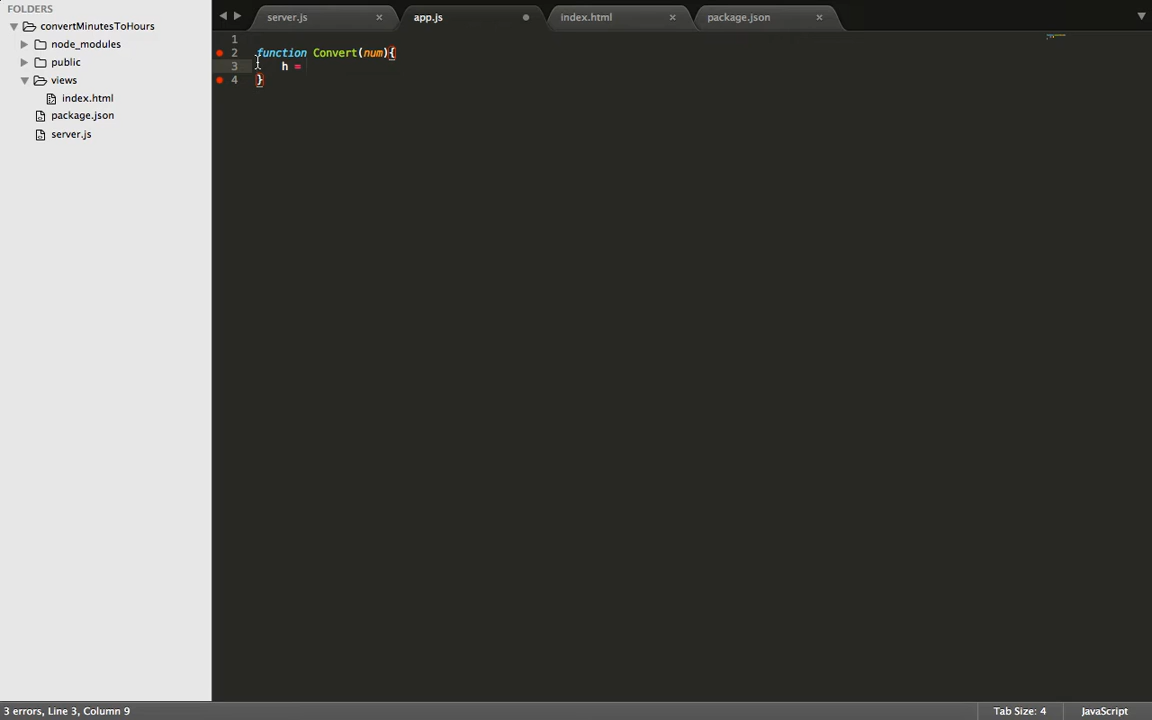 FOLDERS
convertMinutesToHours
node_modules
public
views
index.html
package.json
server.js
server.js × app.js index.html × package.json ×
1
2 function Convert(num){
3 h =
4 }
3 errors, Line 3, Column 9
Tab Size: 4 JavaScript